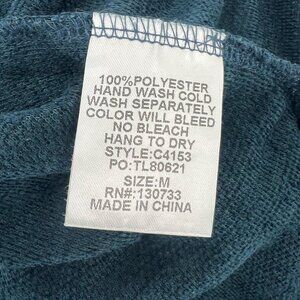 100%POLYESTER
HAND WASH COLD
WASH SEPARATELY
COLOR WILL BLEED
NO BLEACH
HANG TO DRY
STYLE:C4153
PO:TL80621
SIZE:M
RN#:130733
MADE IN CHINA